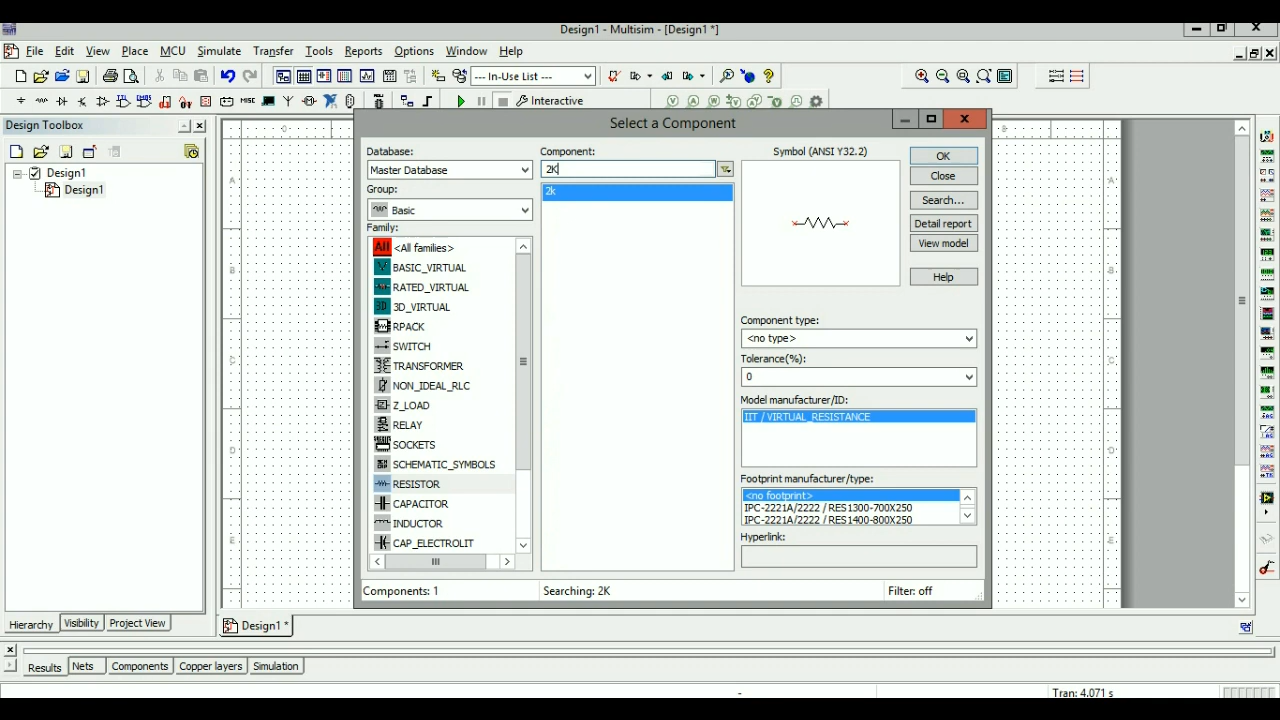 Design1 - Multisim - [Design1 *]
File Edit View Place MCU Simulate Transfer Tools Reports Options Window Help
--- In-Use List ---
Interactive
Design Toolbox
Design1
Design1
Select a Component
Database:
Master Database
Group:
Basic
Family:
All <All families>
BASIC_VIRTUAL
RATED_VIRTUAL
3D_VIRTUAL
RPACK
SWITCH
TRANSFORMER
NON_IDEAL_RLC
Z_LOAD
RELAY
SOCKETS
SCHEMATIC_SYMBOLS
RESISTOR
CAPACITOR
INDUCTOR
CAP_ELECTROLIT
Component:
2K
2k
Symbol (ANSI Y32.2)
OK
Close
Search...
Detail report
View model
Help
Component type:
<no type>
Tolerance(%):
0
Model manufacturer/ID:
IIT / VIRTUAL_RESISTANCE
Footprint manufacturer/type:
<no footprint>
IPC-2221A/2222 / RES1300-700X250
IPC-2221A/2222 / RES1400-800X250
Hyperlink:
Components: 1 Searching: 2K Filter: off
Hierarchy Visibility Project View
Design1 *
Results Nets Components Copper layers Simulation
- Tran: 4.071 s